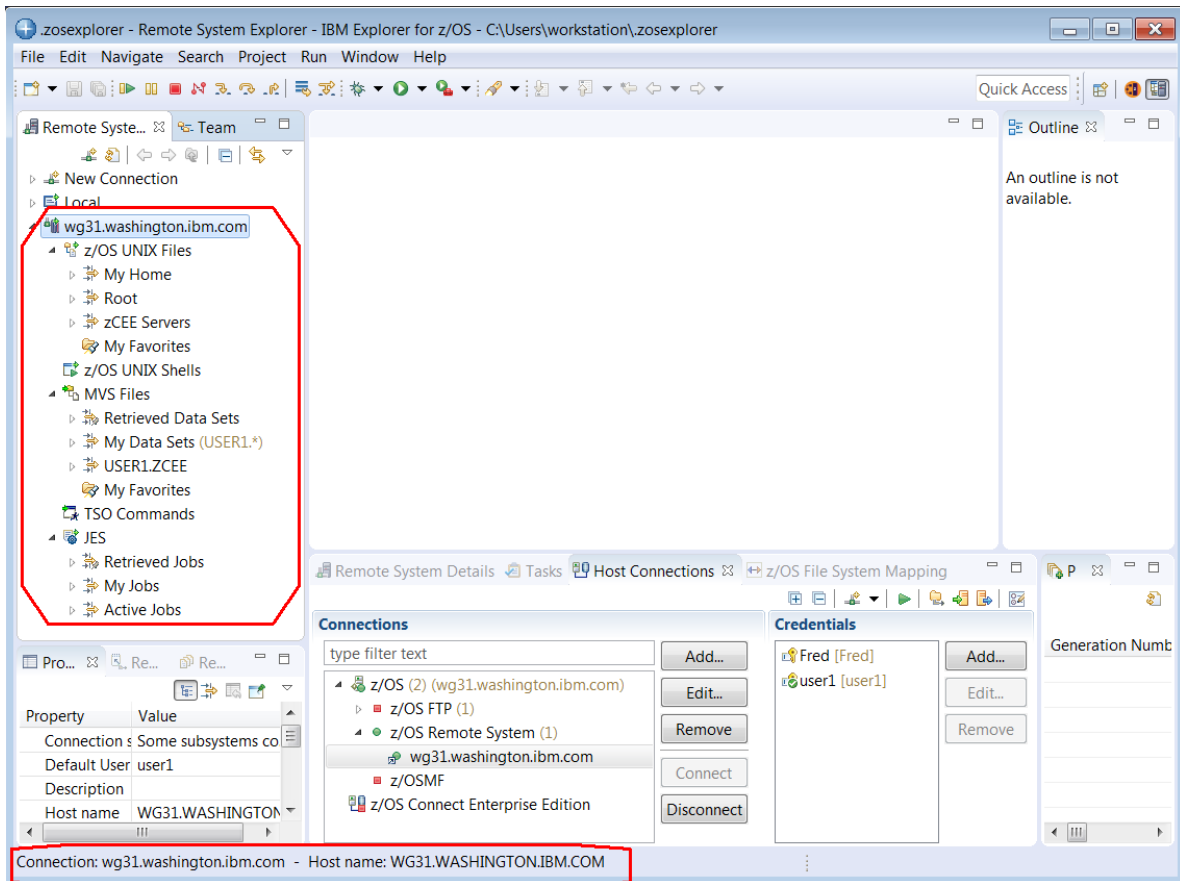 .zosexplorer - Remote System Explorer - IBM Explorer for z/OS - C:\Users\workstation\.zosexplorer
File Edit Navigate Search Project Run Window Help
Quick Access
Remote Syste... Team
New Connection
Local
wg31.washington.ibm.com
z/OS UNIX Files
My Home
Root
zCEE Servers
My Favorites
z/OS UNIX Shells
MVS Files
Retrieved Data Sets
My Data Sets (USER1.*)
USER1.ZCEE
My Favorites
TSO Commands
JES
Retrieved Jobs
My Jobs
Active Jobs
Outline
An outline is not
available.
Pro... Re... Re...
Property Value
Connection s Some subsystems co
Default User user1
Description
Host name WG31.WASHINGTON
Remote System Details Tasks Host Connections z/OS File System Mapping
Connections
type filter text
z/OS (2) (wg31.washington.ibm.com)
z/OS FTP (1)
z/OS Remote System (1)
wg31.washington.ibm.com
z/OSMF
z/OS Connect Enterprise Edition
Add...
Edit...
Remove
Connect
Disconnect
Credentials
Fred [Fred]
user1 [user1]
Add...
Edit...
Remove
P
Generation Numb
Connection: wg31.washington.ibm.com - Host name: WG31.WASHINGTON.IBM.COM